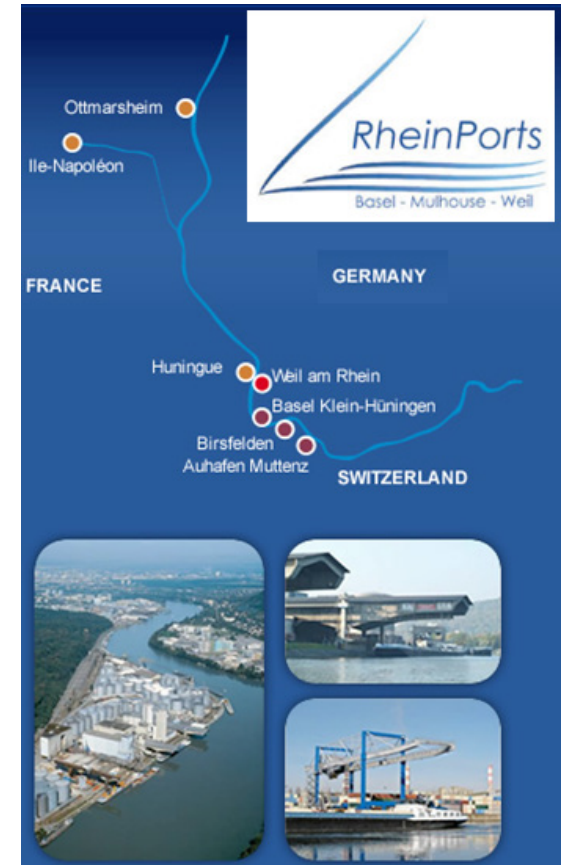 Ottmarsheim
Ile-Napoléon
RheinPorts
Basel - Mulhouse - Weil
FRANCE
GERMANY
Huningue
Weil am Rhein
Basel Klein-Hüningen
Birsfelden
Auhafen Muttenz
SWITZERLAND